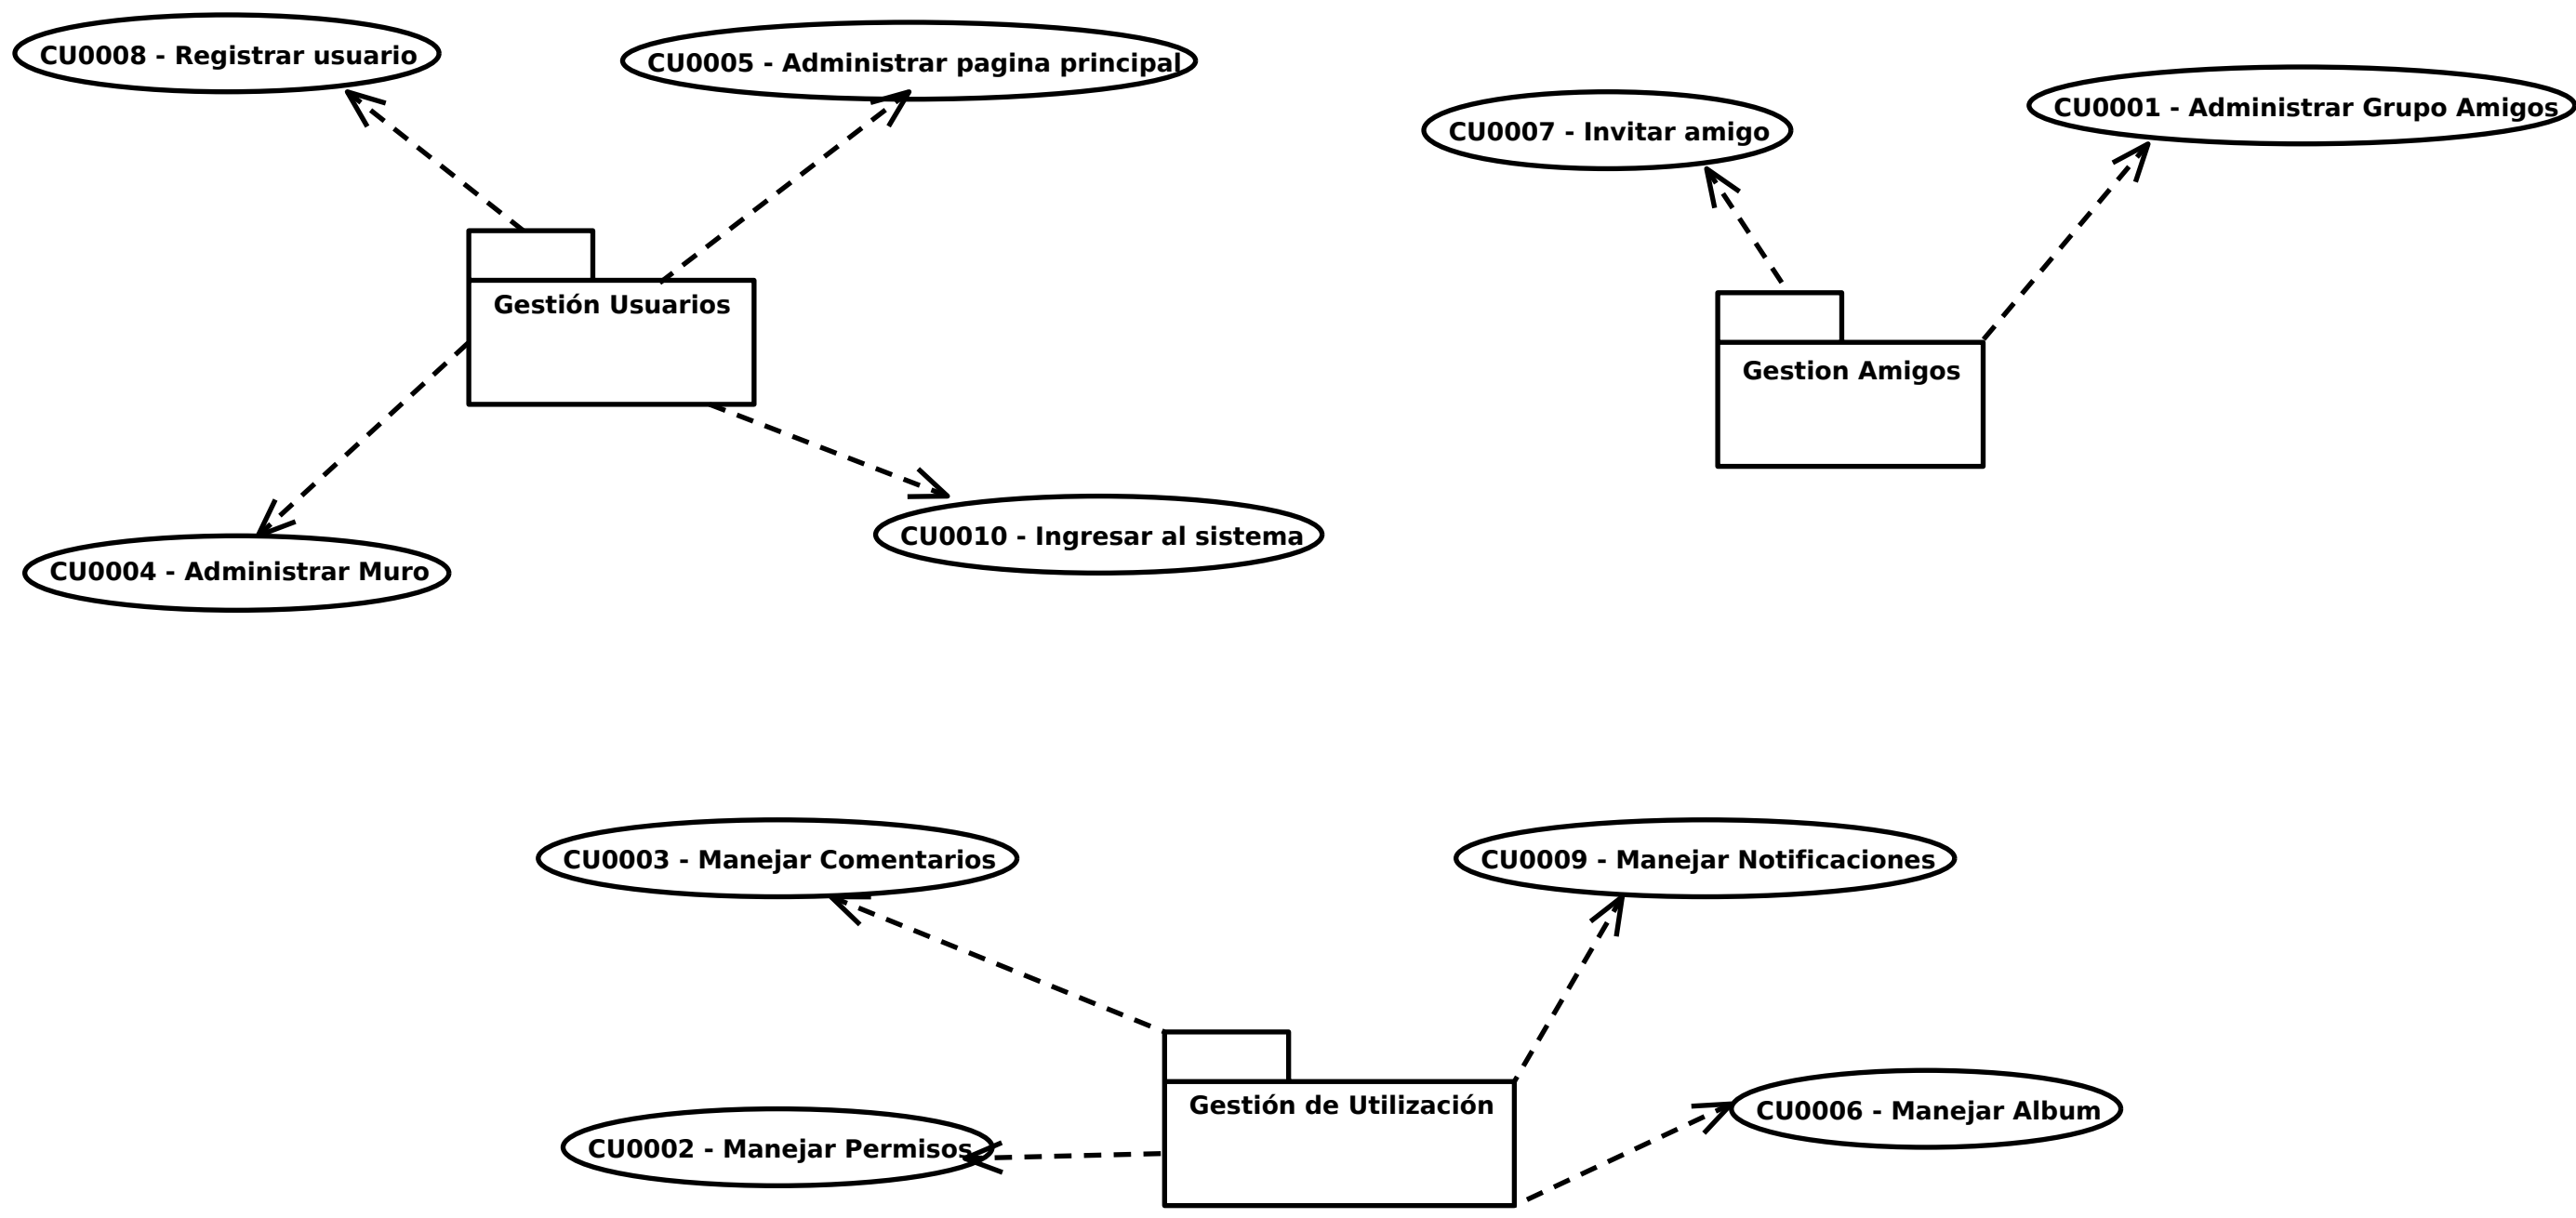 CU0008 - Registrar usuario
CU0005 - Administrar pagina principal
CU0007 - Invitar amigo
CU0001 - Administrar Grupo Amigos
Gestión Usuarios
Gestion Amigos
CU0010 - Ingresar al sistema
CU0004 - Administrar Muro
CU0003 - Manejar Comentarios
CU0009 - Manejar Notificaciones
Gestión de Utilización
CU0006 - Manejar Album
CU0002 - Manejar Permisos